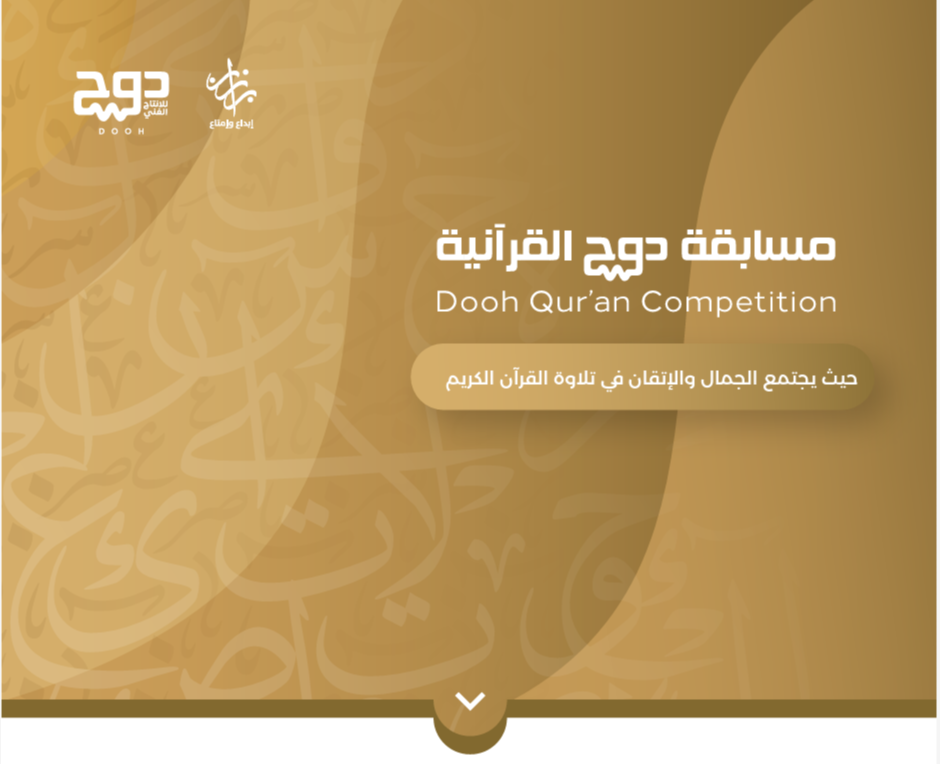 دوح
للإنتاج
الفني
DOOH
إبداع وإمتاع
مسابقة دوح القرآنية
Dooh Qur'an Competition
حيث يجتمع الجمال والإتقان في تلاوة القرآن الكريم